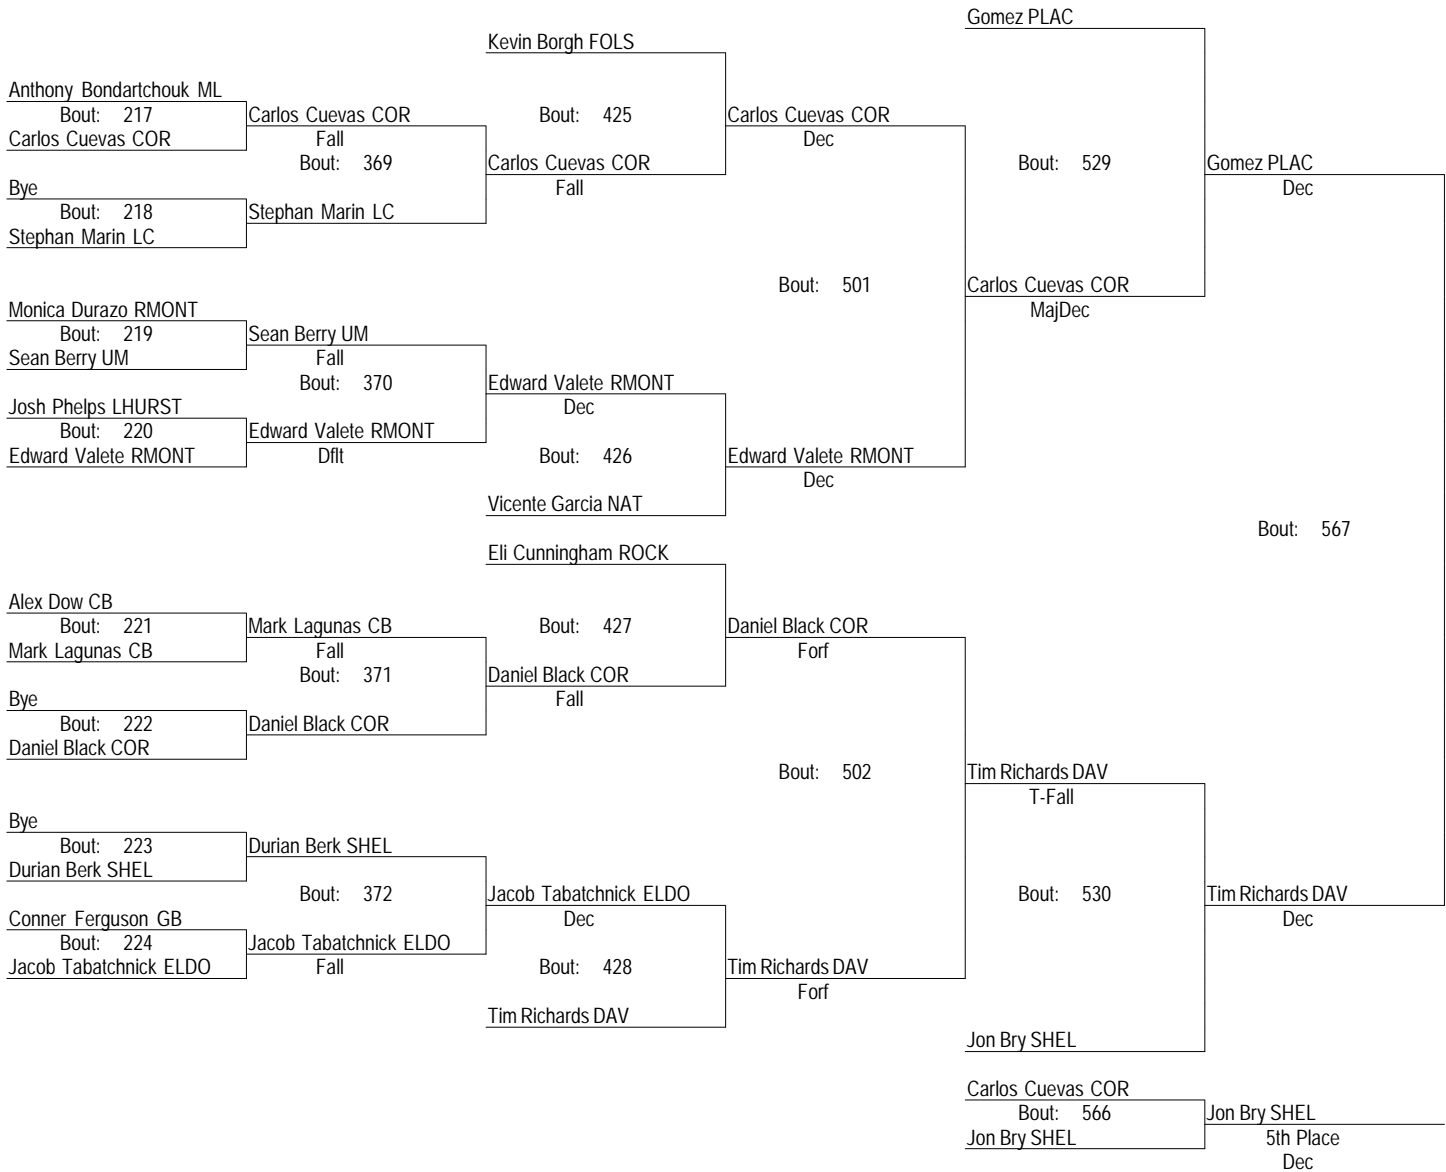 Gomez PLAC
Kevin Borgh FOLS
Anthony Bondartchouk ML
Bout: 217
Carlos Cuevas COR
Carlos Cuevas COR
Fall
Bout: 425
Carlos Cuevas COR
Dec
Bout: 369
Carlos Cuevas COR
Fall
Bout: 529
Gomez PLAC
Dec
Bye
Bout: 218
Stephan Marin LC
Stephan Marin LC
Bout: 501
Carlos Cuevas COR
MajDec
Monica Durazo RMONT
Bout: 219
Sean Berry UM
Sean Berry UM
Fall
Bout: 370
Edward Valete RMONT
Dec
Josh Phelps LHURST
Bout: 220
Edward Valete RMONT
Edward Valete RMONT
Dflt
Bout: 426
Edward Valete RMONT
Dec
Vicente Garcia NAT
Bout: 567
Eli Cunningham ROCK
Alex Dow CB
Bout: 221
Mark Lagunas CB
Mark Lagunas CB
Fall
Bout: 427
Daniel Black COR
Forf
Bout: 371
Daniel Black COR
Fall
Bye
Bout: 222
Daniel Black COR
Daniel Black COR
Bout: 502
Tim Richards DAV
T-Fall
Bye
Bout: 223
Durian Berk SHEL
Durian Berk SHEL
Bout: 372
Jacob Tabatchnick ELDO
Dec
Bout: 530
Tim Richards DAV
Dec
Conner Ferguson GB
Bout: 224
Jacob Tabatchnick ELDO
Jacob Tabatchnick ELDO
Fall
Bout: 428
Tim Richards DAV
Forf
Tim Richards DAV
Jon Bry SHEL
Carlos Cuevas COR
Bout: 566
Jon Bry SHEL
Jon Bry SHEL
5th Place
Dec